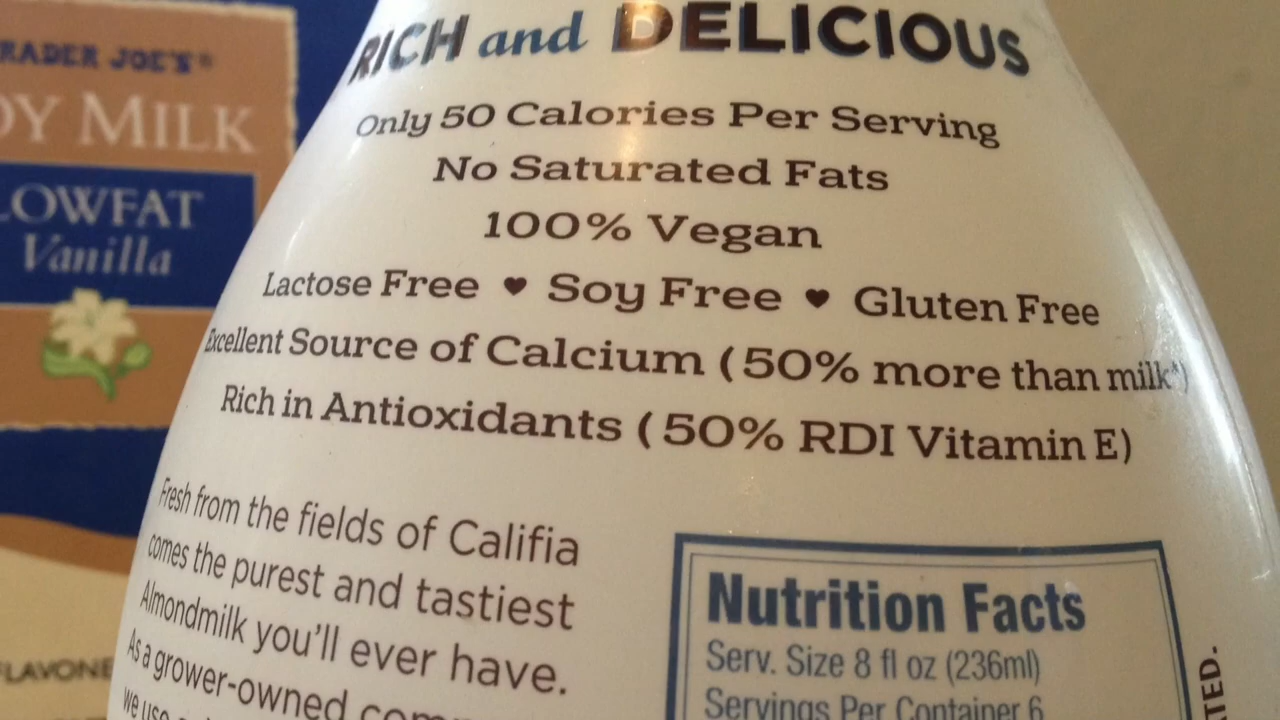 RADER JOE'S®
OY MILK
LOWFAT
Vanilla
FLAVONE
RICH and DELICIOUS
Only 50 Calories Per Serving
No Saturated Fats
100% Vegan
Lactose Free ♥ Soy Free ♥ Gluten Free
Excellent Source of Calcium (50% more than milk*)
Rich in Antioxidants (50% RDI Vitamin E)
Fresh from the fields of Califia
comes the purest and tastiest
Almondmilk you'll ever have.
As a grower-owned
we use
Nutrition Facts
Serv. Size 8 fl oz (236ml)
Servings Per Container 6
TED.